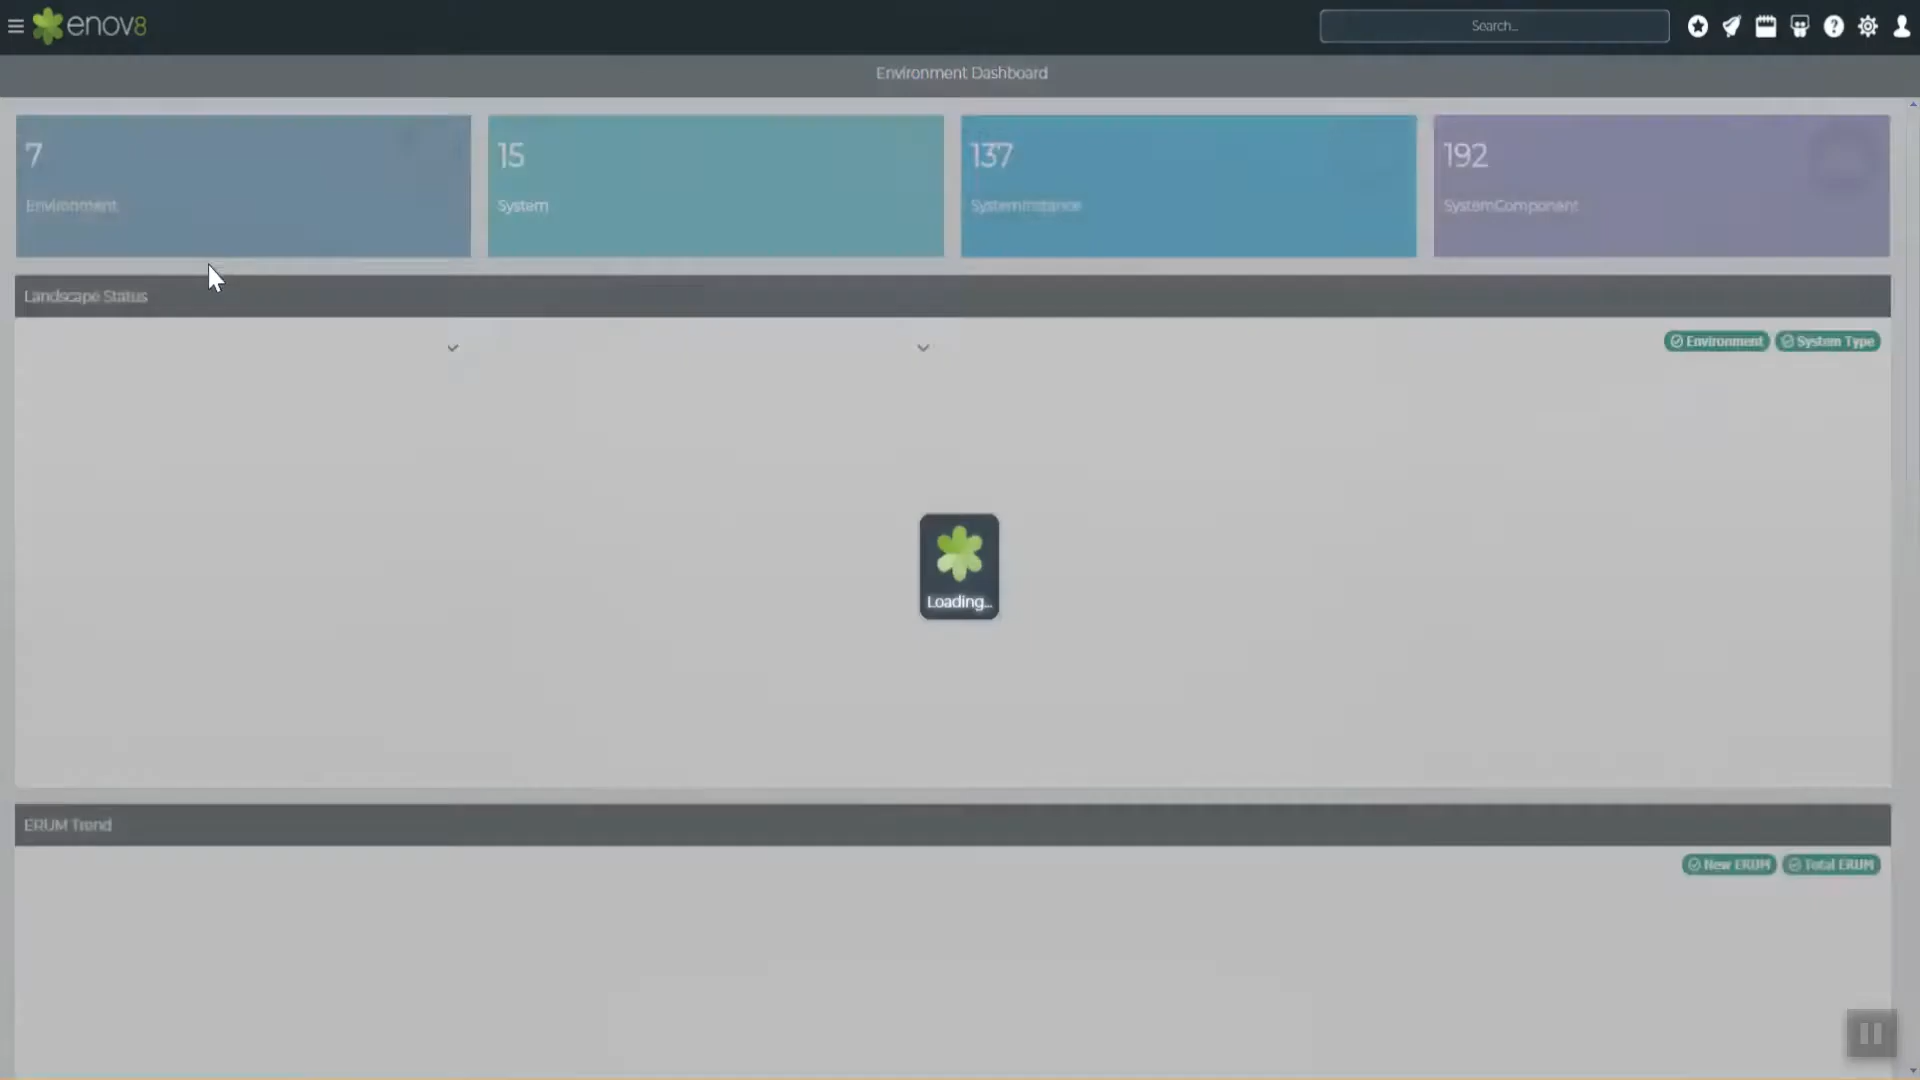 enov8
Search...
Environment Dashboard
7
Environment
15
System
137
SystemInstance
192
SystemComponent
Landscape Status
Environment
System Type
Loading...
ERUM Trend
New ERUM
Total ERUM